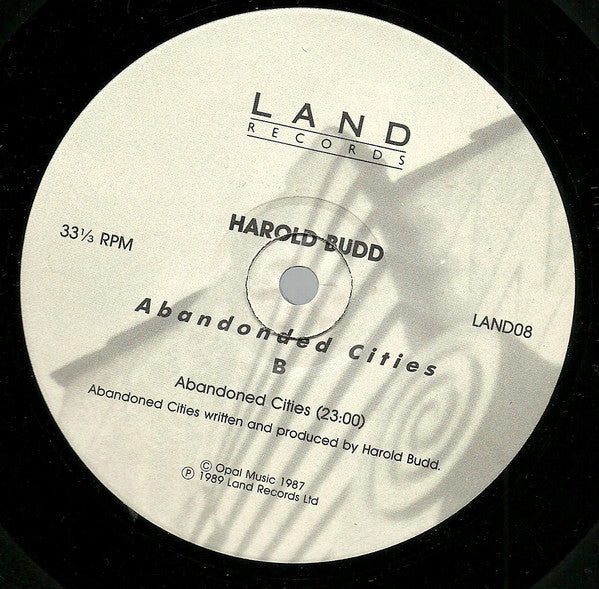 LAND
RECORDS
HAROLD BUDD
33⅓ RPM
LAND08
Abandonded Cities
B
Abandoned Cities (23:00)
Abandoned Cities written and produced by Harold Budd.
© Opal Music 1987
℗ 1989 Land Records Ltd